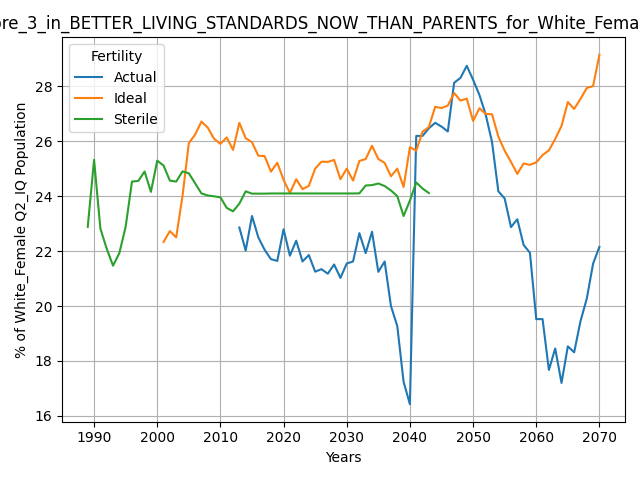 ore_3_in_BETTER_LIVING_STANDARDS_NOW_THAN_PARENTS_for_White_Fema
Fertility
Actual
Ideal
Sterile
% of White_Female Q2_IQ Population
28
26
24
22
20
18
16
1990 2000 2010 2020 2030 2040 2050 2060 2070
Years